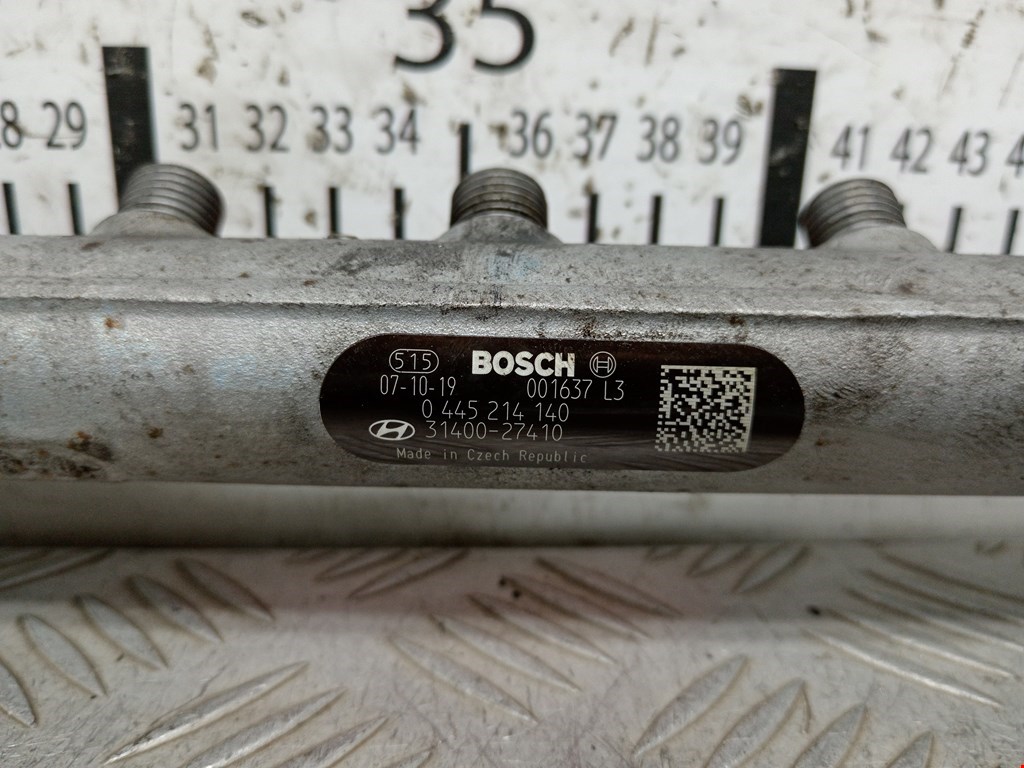 35
29 31 32 33 34 36 37 38 39 41 42 43
515 BOSCH
07-10-19 001637 L3
0 445 214 140
31400-27410
Made in Czech Republic